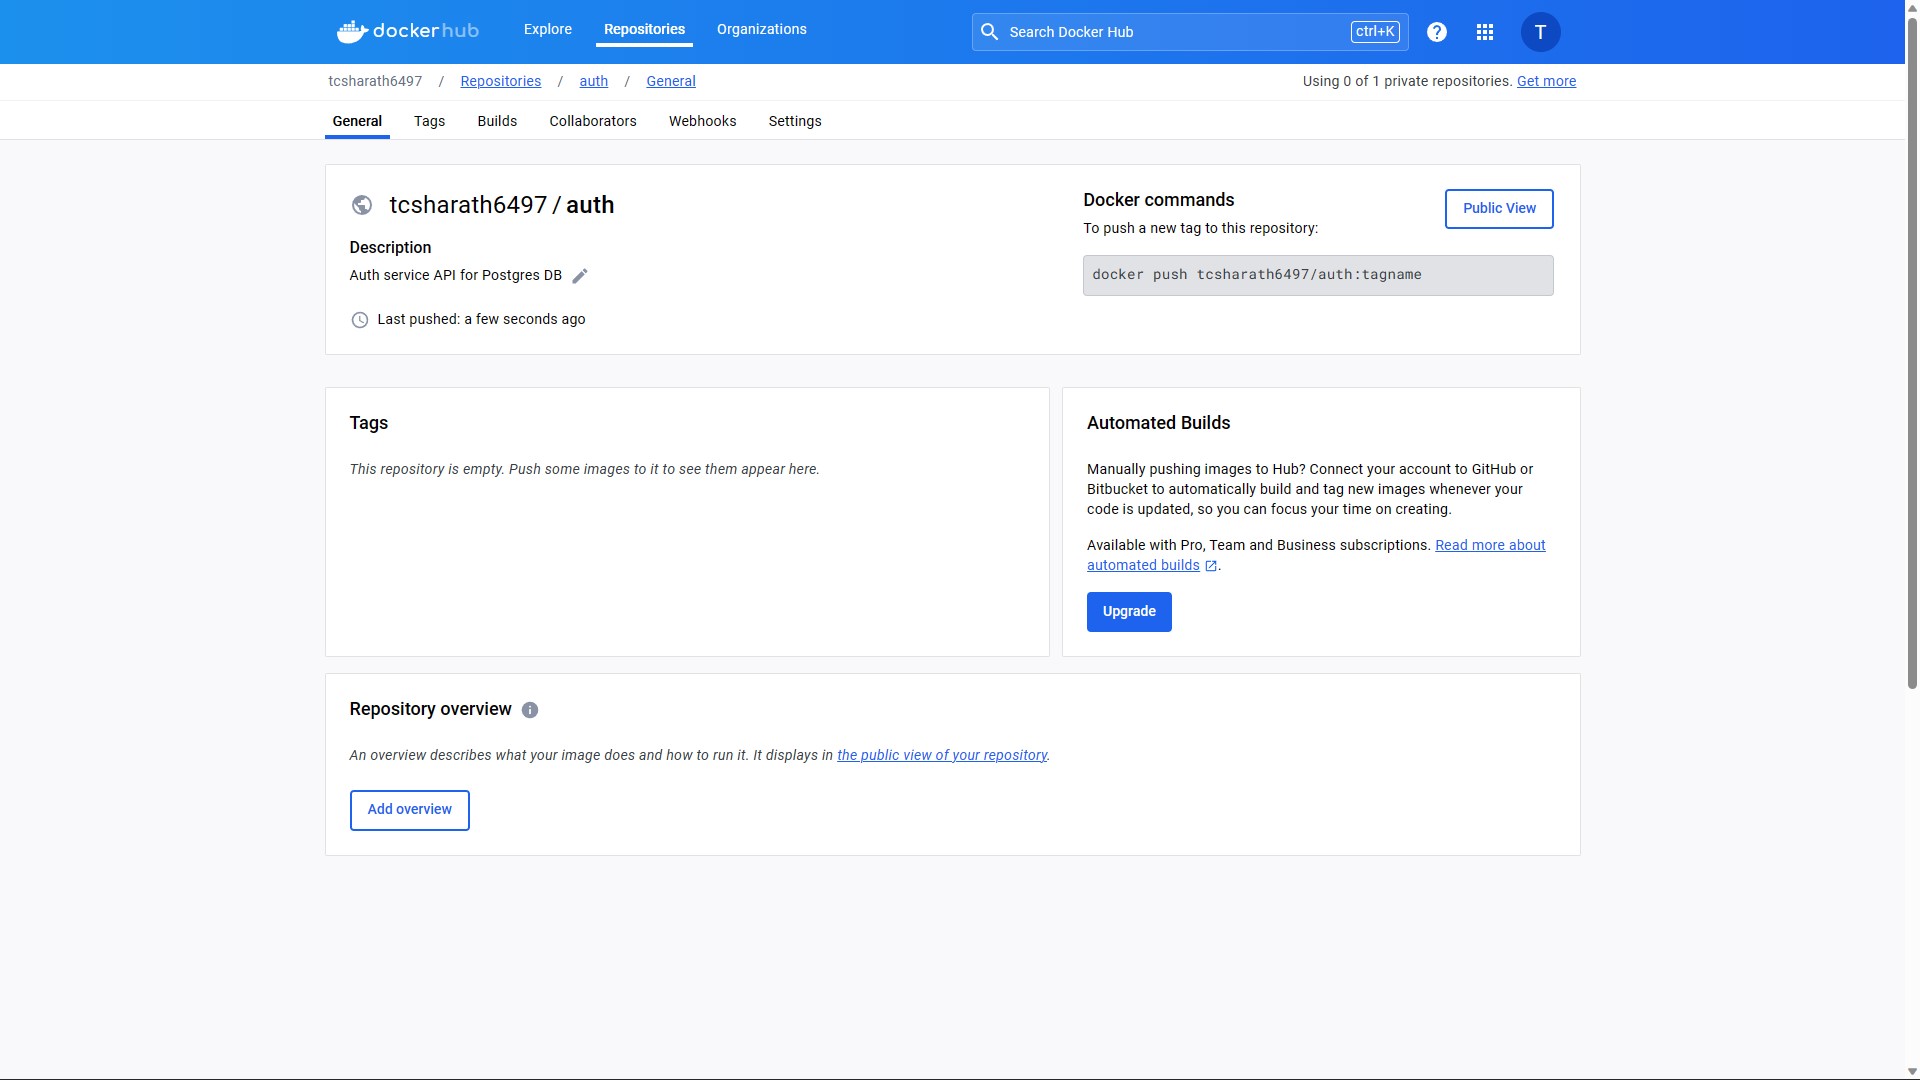 docker hub
Explore
Repositories
Organizations
Search Docker Hub
ctrl+K
?
T
tcsharath6497 / Repositories / auth / General
Using 0 of 1 private repositories. Get more
General
Tags
Builds
Collaborators
Webhooks
Settings
tcsharath6497 / auth
Description
Auth service API for Postgres DB
Last pushed: a few seconds ago
Docker commands
To push a new tag to this repository:
Public View
docker push tcsharath6497/auth:tagname
Tags
This repository is empty. Push some images to it to see them appear here.
Automated Builds
Manually pushing images to Hub? Connect your account to GitHub or
Bitbucket to automatically build and tag new images whenever your
code is updated, so you can focus your time on creating.
Available with Pro, Team and Business subscriptions. Read more about
automated builds .
Upgrade
Repository overview
An overview describes what your image does and how to run it. It displays in the public view of your repository.
Add overview